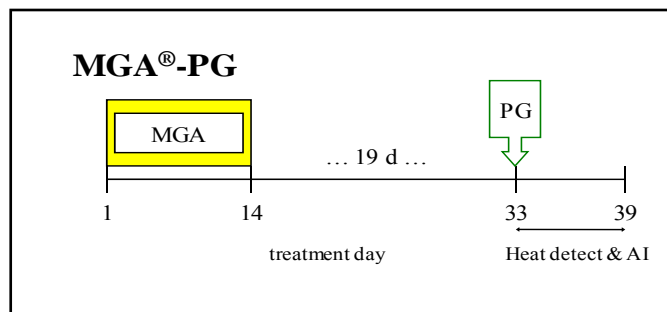 MGA®-PG
PG
MGA
… 19 d …
1 14 33 39
treatment day Heat detect & AI